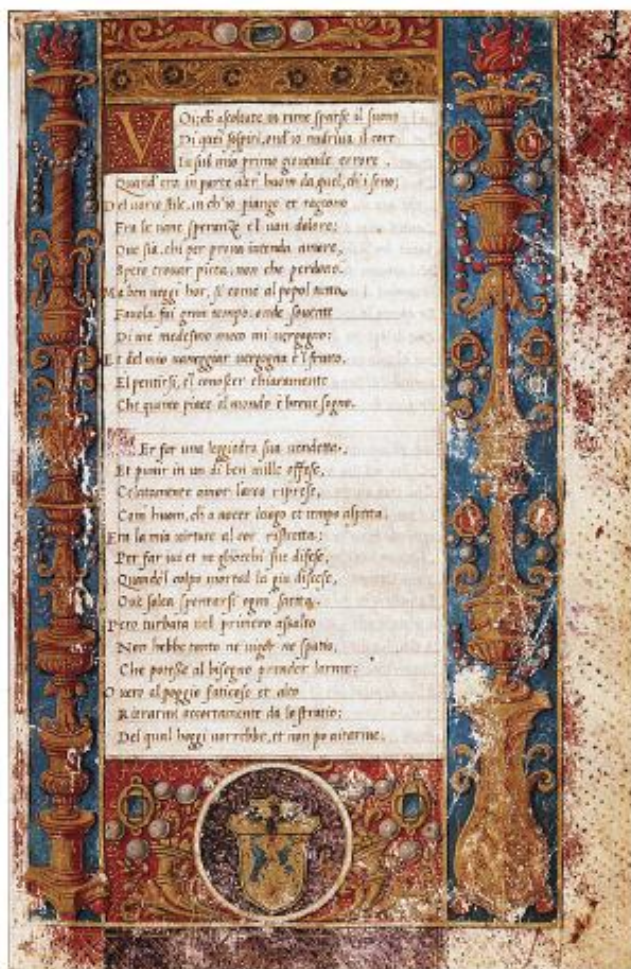 2
Voi; ch ascoltate in rime sparse il suono
Di quei sospiri, ond'io nudriva il core
In sul mio primo giovenile errore,
Quand'ero in parte altr'huom da quel, ch'i sono;
Del vario stile, in ch'io piango et ragiono
Fra le vane speranze e'l van dolore;
Ove sia, chi per prova intenda amore,
Spero trovar pieta, non che perdono.
Ma ben veggi hor, si come al popol tutto
Favola fui gran tempo: onde sovente
Di me medesmo meco mi vergogno:
Et del mio vaneggiar vergogna è'l frutto,
El pentirsi, e'l conoscer chiaramente
Che quanto piace al mondo è breve sogno.
Per far una leggiadra sua vendetta,
Et punir in un di ben mille offese,
Celatamente amor larco riprese,
Com huom, ch a nocer luogo et tempo aspetta.
Era la mia virtute al cor ristretta;
Per far ivi et ne gliocchi sue difese,
Quando'l colpo mortal la giu discese,
Ove solea spuntarsi ogni saetta.
Pero turbata nel primiero assalto
Non hebbe tanto ne vigor ne spatio,
Che potesse al bisogno prender larme;
Overo al poggio faticoso et alto
Ritrarmi accortamente da lo stratio;
Del qual hoggi vorrebbe, et non po aitarme.